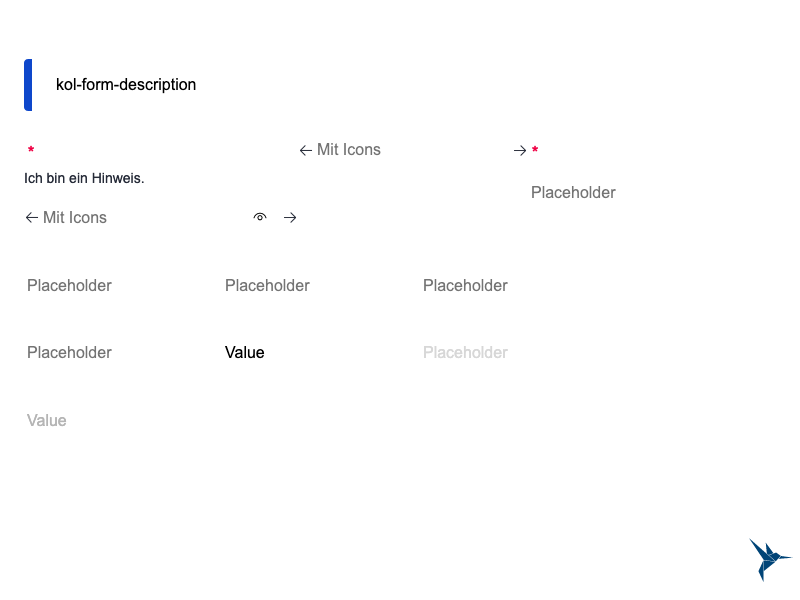 kol-form-description
* ← Mit Icons → *
Ich bin ein Hinweis.
Placeholder
← Mit Icons →
Placeholder Placeholder Placeholder
Placeholder Value Placeholder
Value